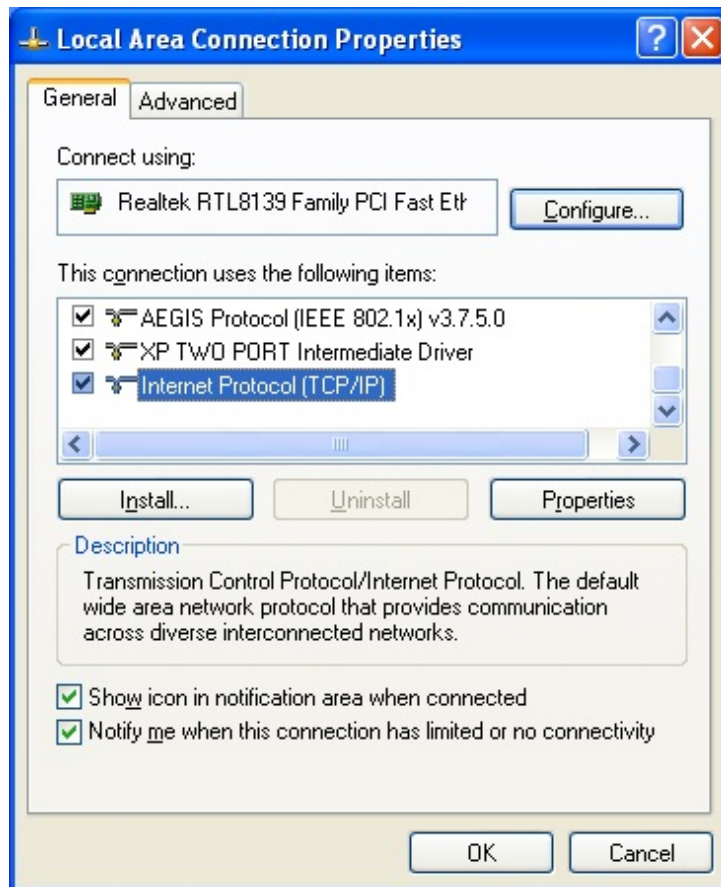 Local Area Connection Properties
General
Advanced
Connect using:
Realtek RTL8139 Family PCI Fast Eth
Configure...
This connection uses the following items:
AEGIS Protocol (IEEE 802.1x) v3.7.5.0
XP TWO PORT Intermediate Driver
Internet Protocol (TCP/IP)
Install...
Uninstall
Properties
Description
Transmission Control Protocol/Internet Protocol. The default
wide area network protocol that provides communication
across diverse interconnected networks.
Show icon in notification area when connected
Notify me when this connection has limited or no connectivity
OK
Cancel